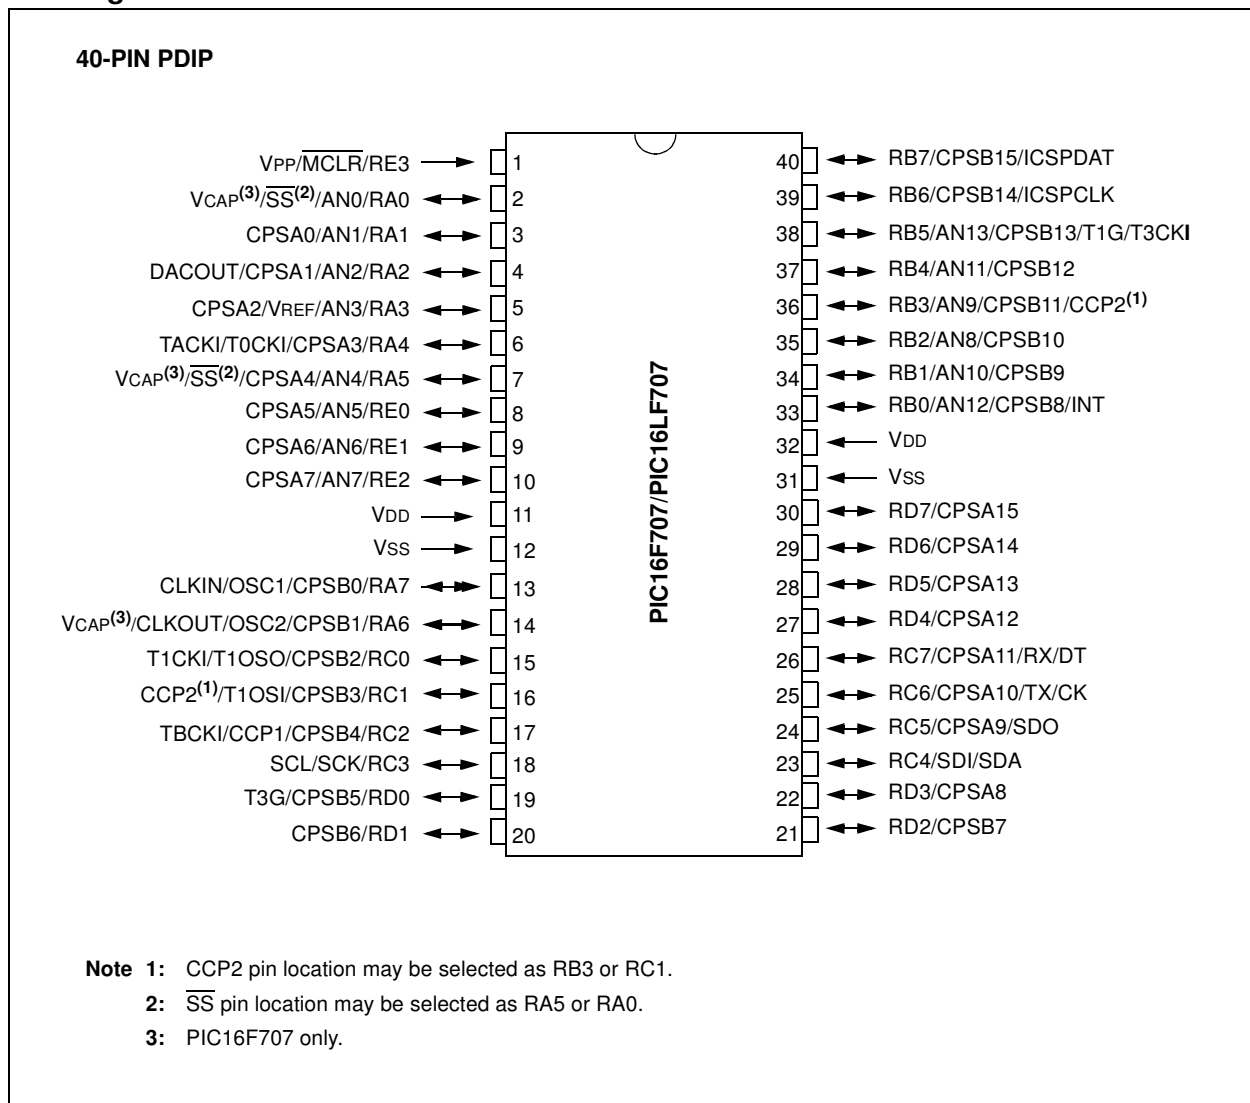 40-PIN PDIP
VPP/MCLR/RE3 1
VCAP(3)/SS(2)/AN0/RA0 2
CPSA0/AN1/RA1 3
DACOUT/CPSA1/AN2/RA2 4
CPSA2/VREF/AN3/RA3 5
TACKI/T0CKI/CPSA3/RA4 6
VCAP(3)/SS(2)/CPSA4/AN4/RA5 7
CPSA5/AN5/RE0 8
CPSA6/AN6/RE1 9
CPSA7/AN7/RE2 10
VDD 11
VSS 12
CLKIN/OSC1/CPSB0/RA7 13
VCAP(3)/CLKOUT/OSC2/CPSB1/RA6 14
T1CKI/T1OSO/CPSB2/RC0 15
CCP2(1)/T1OSI/CPSB3/RC1 16
TBCKI/CCP1/CPSB4/RC2 17
SCL/SCK/RC3 18
T3G/CPSB5/RD0 19
CPSB6/RD1 20
PIC16F707/PIC16LF707
40 RB7/CPSB15/ICSPDAT
39 RB6/CPSB14/ICSPCLK
38 RB5/AN13/CPSB13/T1G/T3CKI
37 RB4/AN11/CPSB12
36 RB3/AN9/CPSB11/CCP2(1)
35 RB2/AN8/CPSB10
34 RB1/AN10/CPSB9
33 RB0/AN12/CPSB8/INT
32 VDD
31 VSS
30 RD7/CPSA15
29 RD6/CPSA14
28 RD5/CPSA13
27 RD4/CPSA12
26 RC7/CPSA11/RX/DT
25 RC6/CPSA10/TX/CK
24 RC5/CPSA9/SDO
23 RC4/SDI/SDA
22 RD3/CPSA8
21 RD2/CPSB7
Note 1: CCP2 pin location may be selected as RB3 or RC1.
2: SS pin location may be selected as RA5 or RA0.
3: PIC16F707 only.